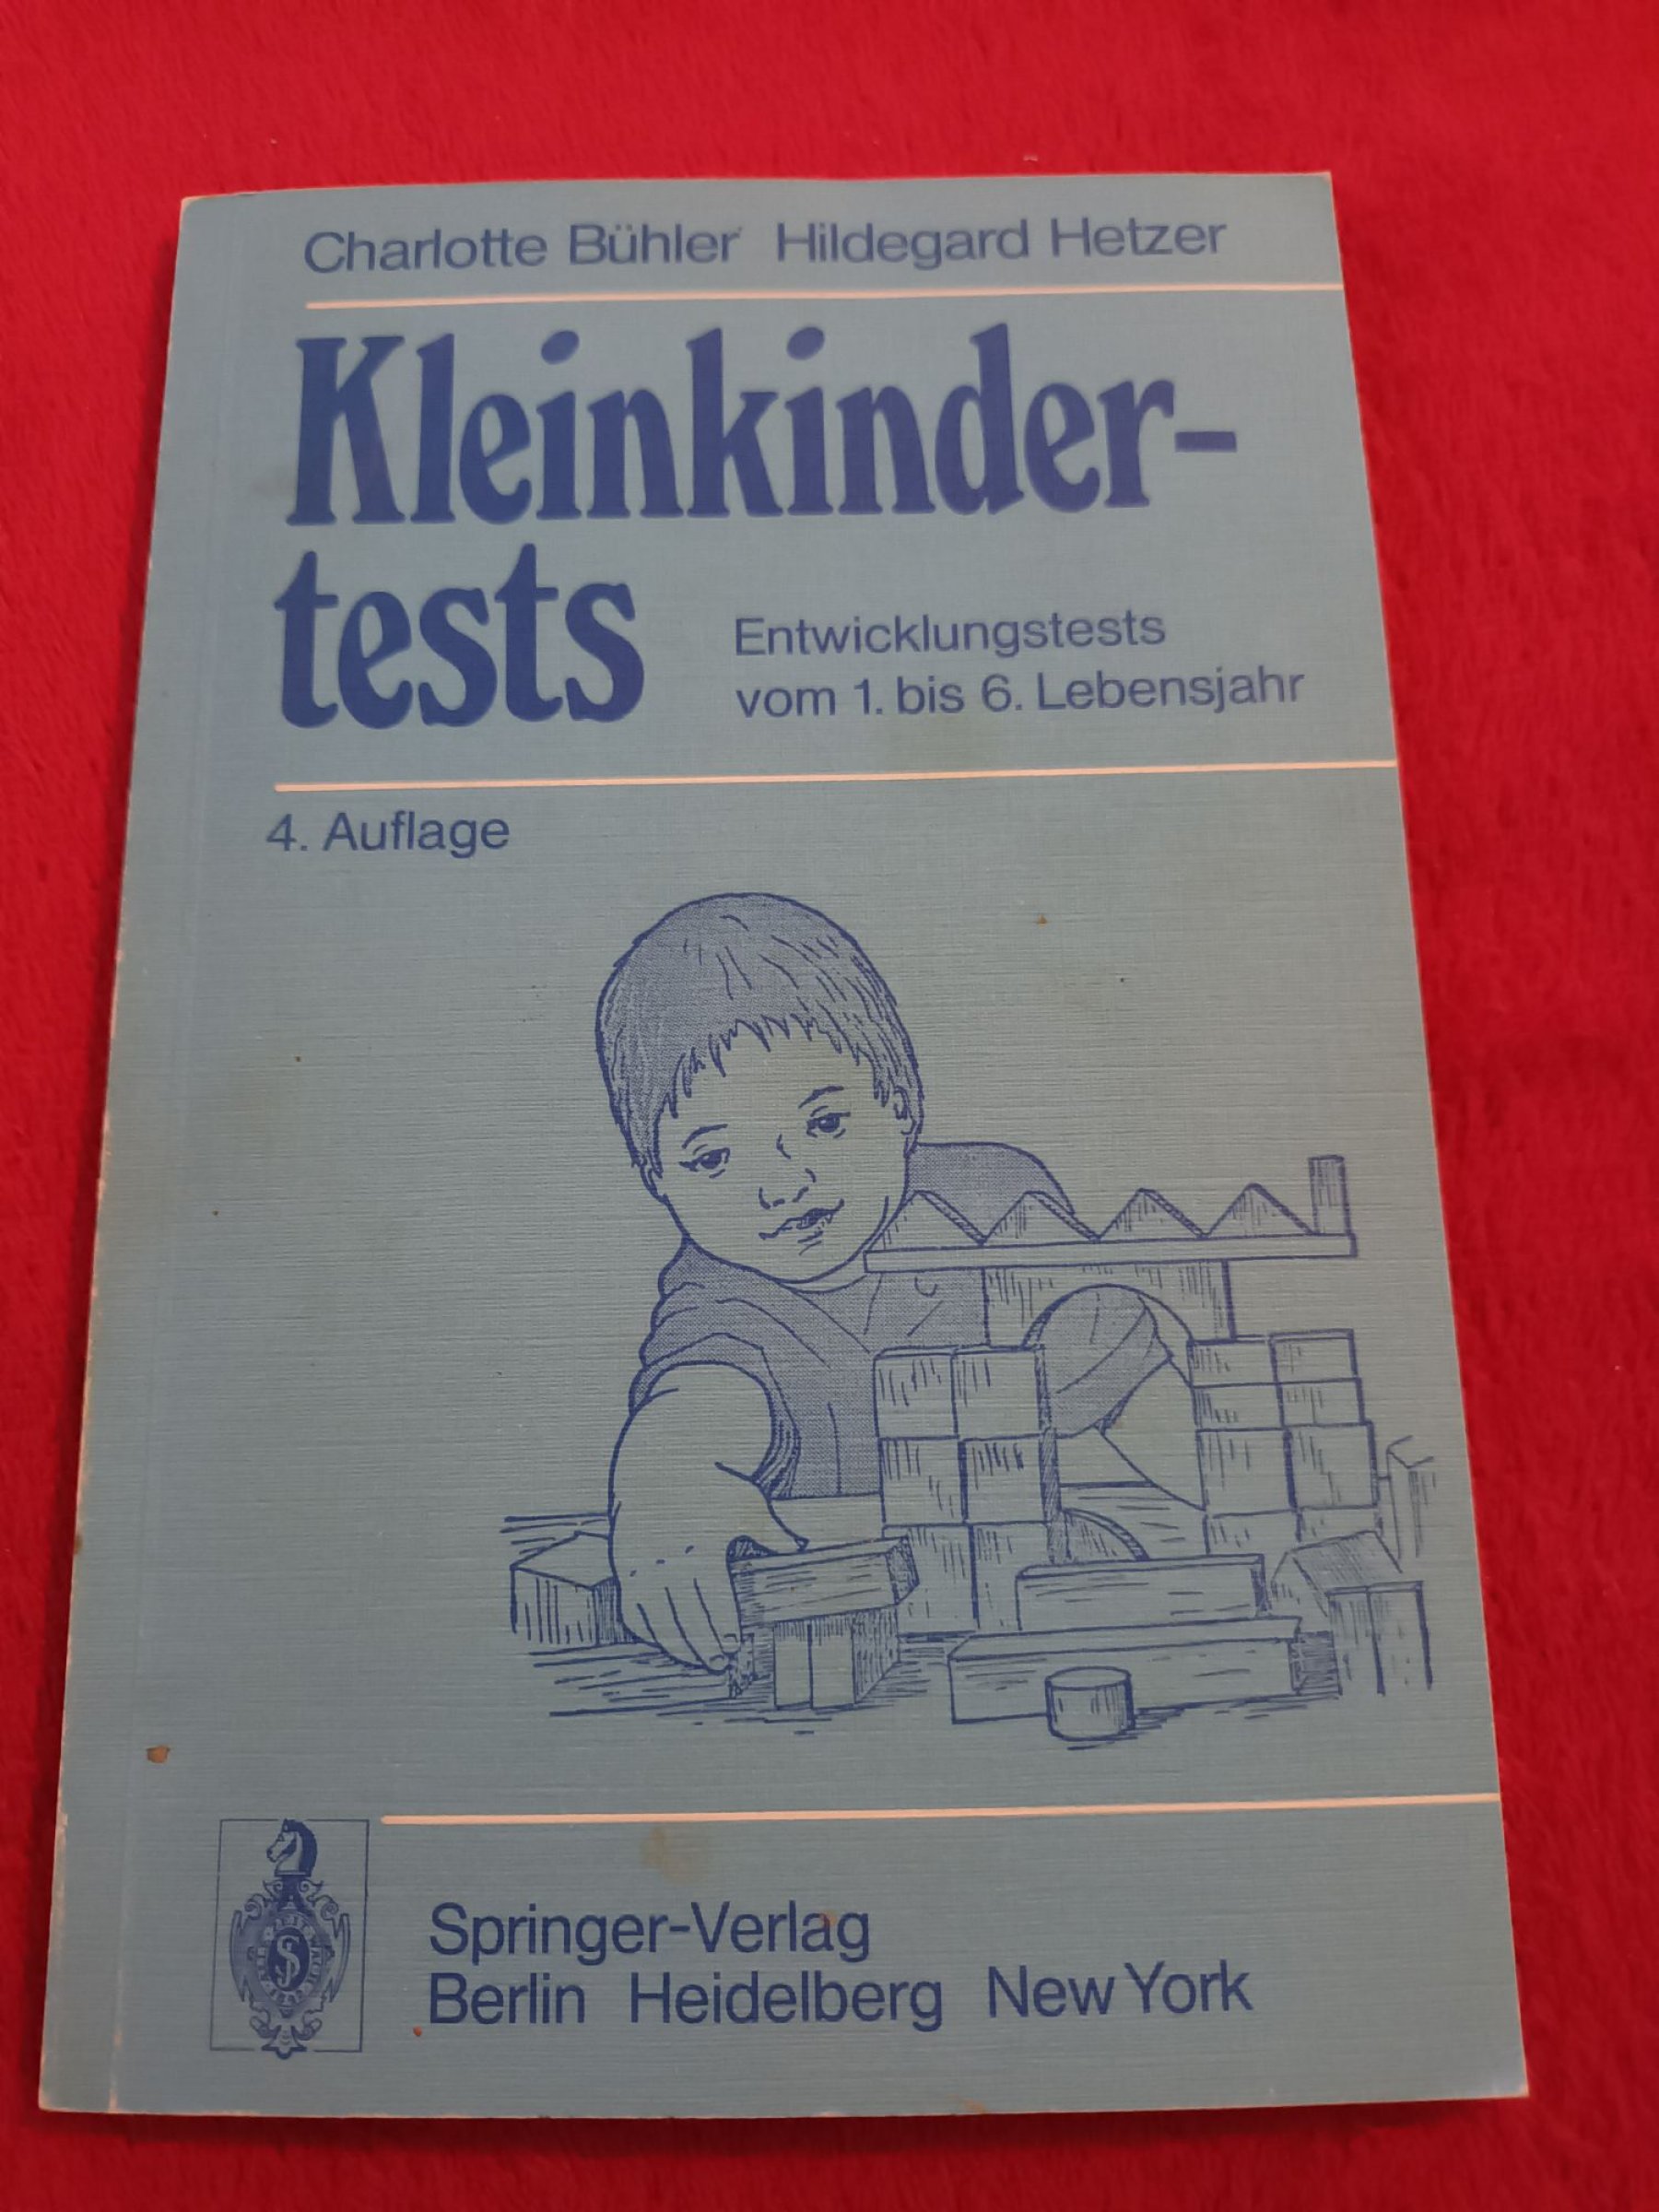 Charlotte Bühler Hildegard Hetzer
Kleinkinder-
tests
Entwicklungstests
vom 1. bis 6. Lebensjahr
4. Auflage
Springer-Verlag
Berlin Heidelberg New York